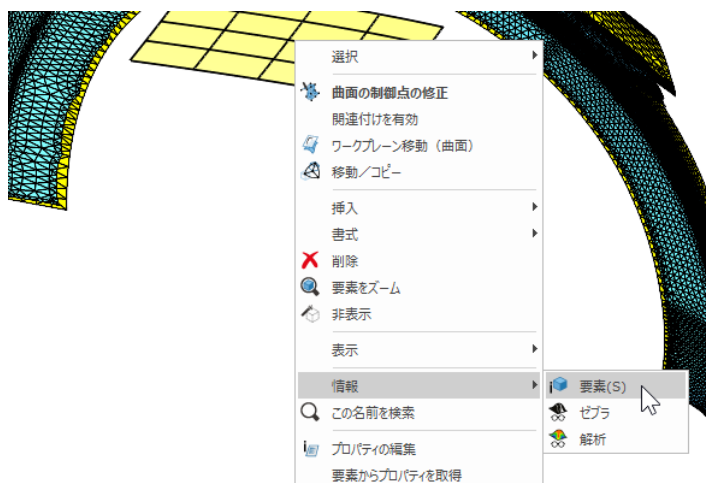 選択
曲面の制御点の修正
関連付けを有効
ワークプレーン移動（曲面）
移動／コピー
挿入
書式
削除
要素をズーム
非表示
表示
情報
要素(S)
この名前を検索
ゼブラ
解析
プロパティの編集
要素からプロパティを取得